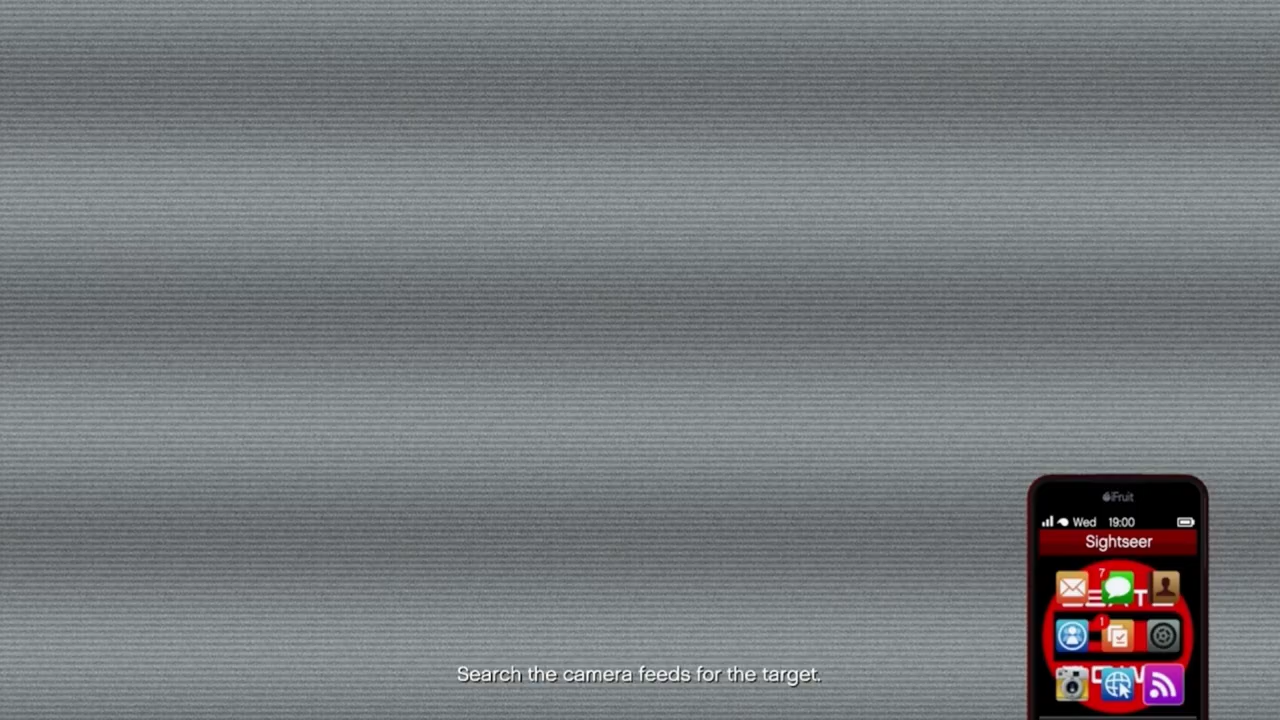 Search the camera feeds for the target.
iFruit
Wed 19:00
Sightseer
7
1